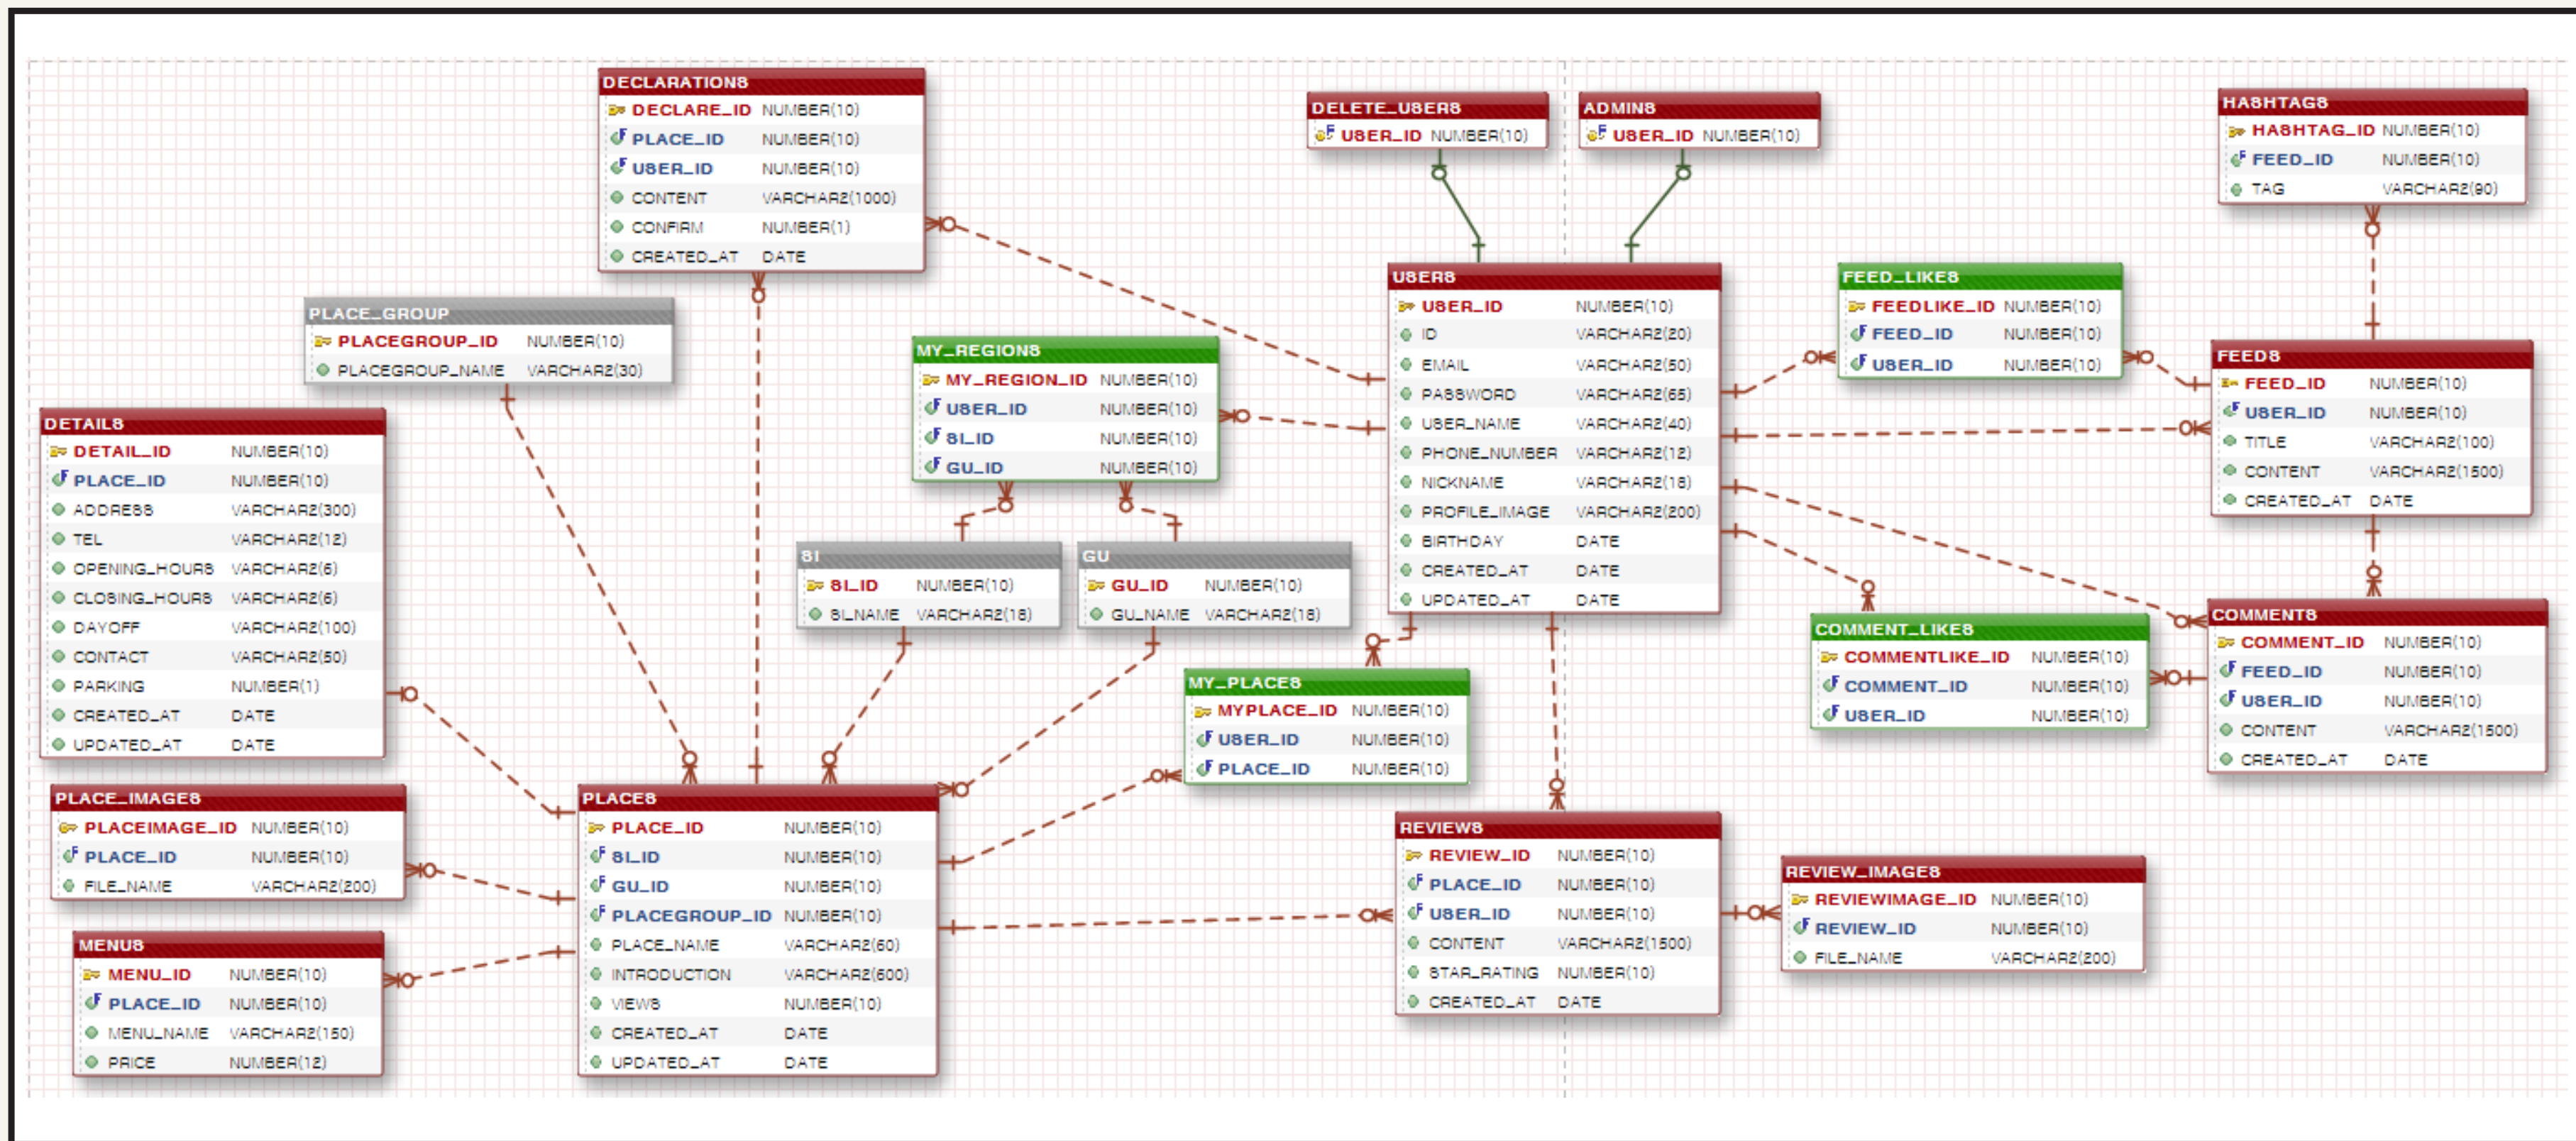 DECLARATIONS
DECLARE_ID NUMBER(10)
PLACE_ID NUMBER(10)
USER_ID NUMBER(10)
CONTENT VARCHAR2(1000)
CONFIRM NUMBER(1)
CREATED_AT DATE
DELETE_USERS
USER_ID NUMBER(10)
ADMINS
USER_ID NUMBER(10)
HASHTAGS
HASHTAG_ID NUMBER(10)
FEED_ID NUMBER(10)
TAG VARCHAR2(90)
PLACE_GROUP
PLACEGROUP_ID NUMBER(10)
PLACEGROUP_NAME VARCHAR2(30)
MY_REGIONS
MY_REGION_ID NUMBER(10)
USER_ID NUMBER(10)
SI_ID NUMBER(10)
GU_ID NUMBER(10)
USERS
USER_ID NUMBER(10)
ID VARCHAR2(20)
EMAIL VARCHAR2(50)
PASSWORD VARCHAR2(65)
USER_NAME VARCHAR2(40)
PHONE_NUMBER VARCHAR2(12)
NICKNAME VARCHAR2(18)
PROFILE_IMAGE VARCHAR2(200)
BIRTHDAY DATE
CREATED_AT DATE
UPDATED_AT DATE
FEED_LIKES
FEEDLIKE_ID NUMBER(10)
FEED_ID NUMBER(10)
USER_ID NUMBER(10)
FEEDS
FEED_ID NUMBER(10)
USER_ID NUMBER(10)
TITLE VARCHAR2(100)
CONTENT VARCHAR2(1500)
CREATED_AT DATE
DETAILS
DETAIL_ID NUMBER(10)
PLACE_ID NUMBER(10)
ADDRESS VARCHAR2(300)
TEL VARCHAR2(12)
OPENING_HOURS VARCHAR2(6)
CLOSING_HOURS VARCHAR2(6)
DAYOFF VARCHAR2(100)
CONTACT VARCHAR2(50)
PARKING NUMBER(1)
CREATED_AT DATE
UPDATED_AT DATE
SI
SI_ID NUMBER(10)
SI_NAME VARCHAR2(18)
GU
GU_ID NUMBER(10)
GU_NAME VARCHAR2(18)
COMMENT_LIKES
COMMENTLIKE_ID NUMBER(10)
COMMENT_ID NUMBER(10)
USER_ID NUMBER(10)
COMMENTS
COMMENT_ID NUMBER(10)
FEED_ID NUMBER(10)
USER_ID NUMBER(10)
CONTENT VARCHAR2(1500)
CREATED_AT DATE
MY_PLACES
MYPLACE_ID NUMBER(10)
USER_ID NUMBER(10)
PLACE_ID NUMBER(10)
PLACE_IMAGES
PLACEIMAGE_ID NUMBER(10)
PLACE_ID NUMBER(10)
FILE_NAME VARCHAR2(200)
PLACES
PLACE_ID NUMBER(10)
SI_ID NUMBER(10)
GU_ID NUMBER(10)
PLACEGROUP_ID NUMBER(10)
PLACE_NAME VARCHAR2(60)
INTRODUCTION VARCHAR2(600)
VIEWS NUMBER(10)
CREATED_AT DATE
UPDATED_AT DATE
REVIEWS
REVIEW_ID NUMBER(10)
PLACE_ID NUMBER(10)
USER_ID NUMBER(10)
CONTENT VARCHAR2(1500)
STAR_RATING NUMBER(10)
CREATED_AT DATE
REVIEW_IMAGES
REVIEWIMAGE_ID NUMBER(10)
REVIEW_ID NUMBER(10)
FILE_NAME VARCHAR2(200)
MENUS
MENU_ID NUMBER(10)
PLACE_ID NUMBER(10)
MENU_NAME VARCHAR2(150)
PRICE NUMBER(12)